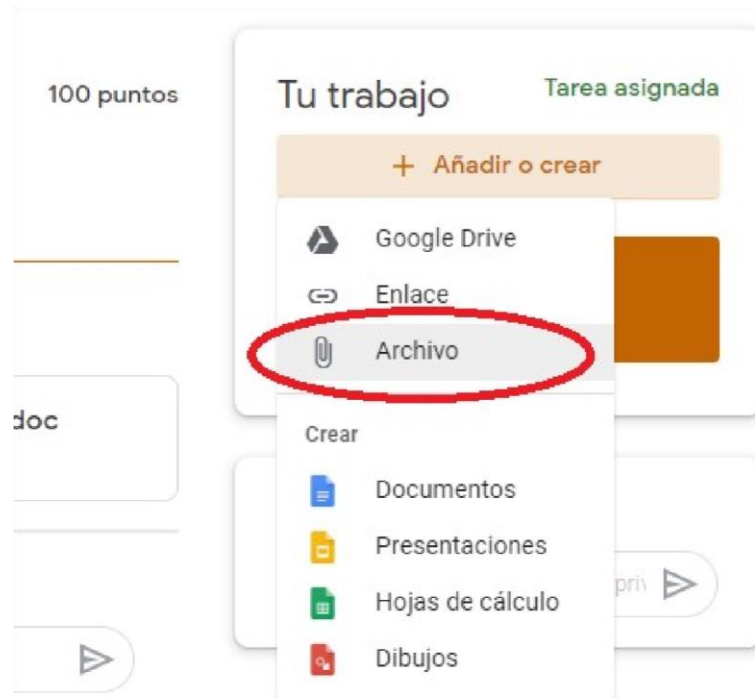 100 puntos
Tu trabajo
Tarea asignada
+ Añadir o crear
Google Drive
Enlace
Archivo
doc
Crear
Documentos
Presentaciones
Hojas de cálculo
Dibujos